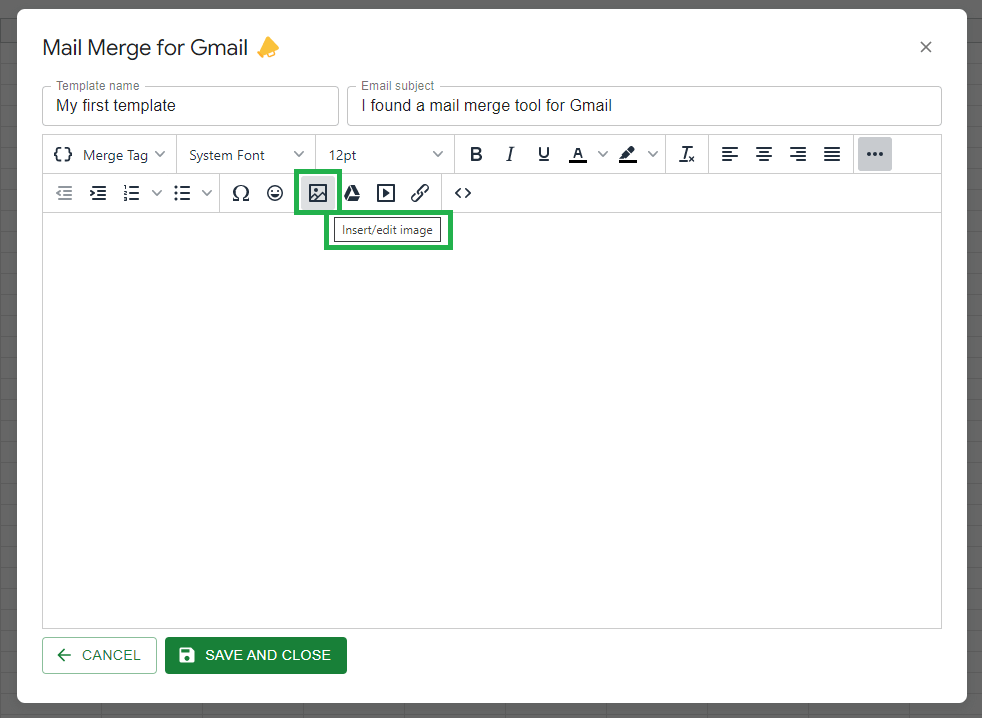 Mail Merge for Gmail
Template name
My first template
Email subject
I found a mail merge tool for Gmail
Merge Tag
System Font
12pt
B I U A
Insert/edit image
CANCEL
SAVE AND CLOSE